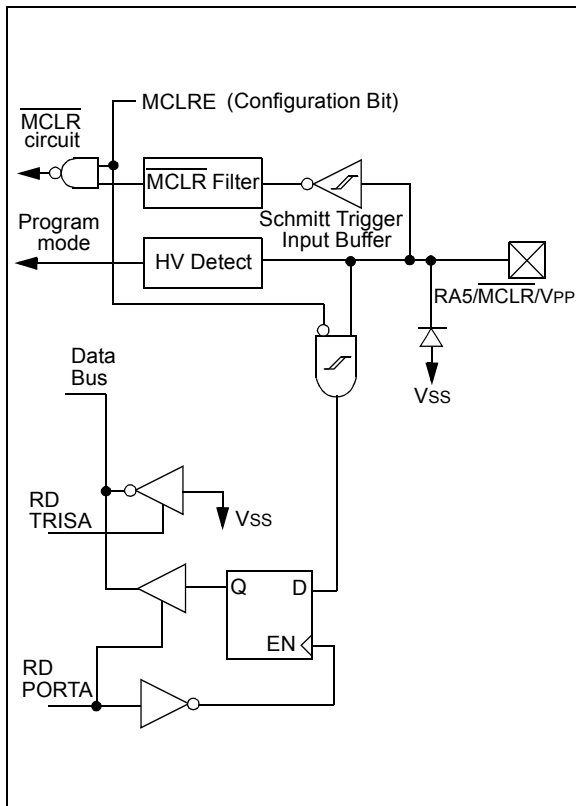 MCLRE (Configuration Bit)
MCLR
circuit
MCLR Filter
Schmitt Trigger
Input Buffer
Program
mode
HV Detect
RA5/MCLR/VPP
VSS
Data
Bus
RD
TRISA
VSS
Q
D
EN
RD
PORTA